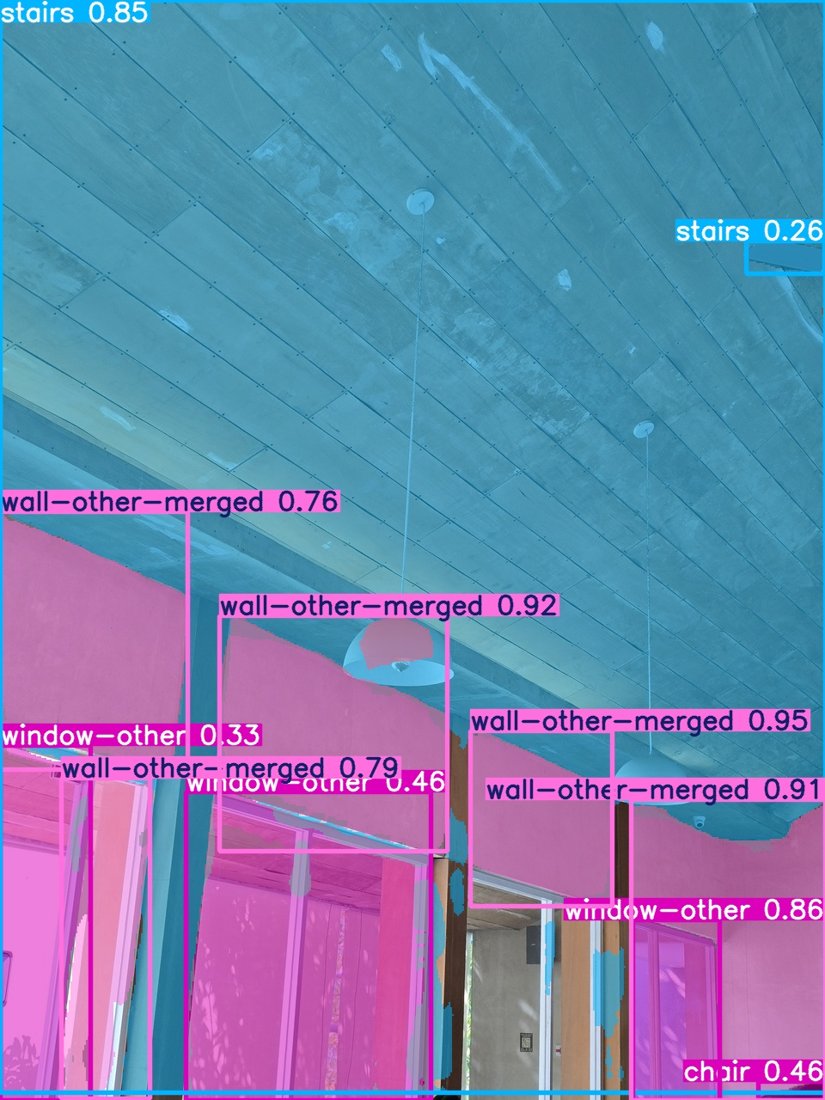 stairs 0.85
stairs 0.26
wall-other-merged 0.76
wall-other-merged 0.92
wall-other-merged 0.95
window-other 0.33
wall-other-merged 0.79
window-other 0.46
wall-other-merged 0.91
window-other 0.86
chair 0.46